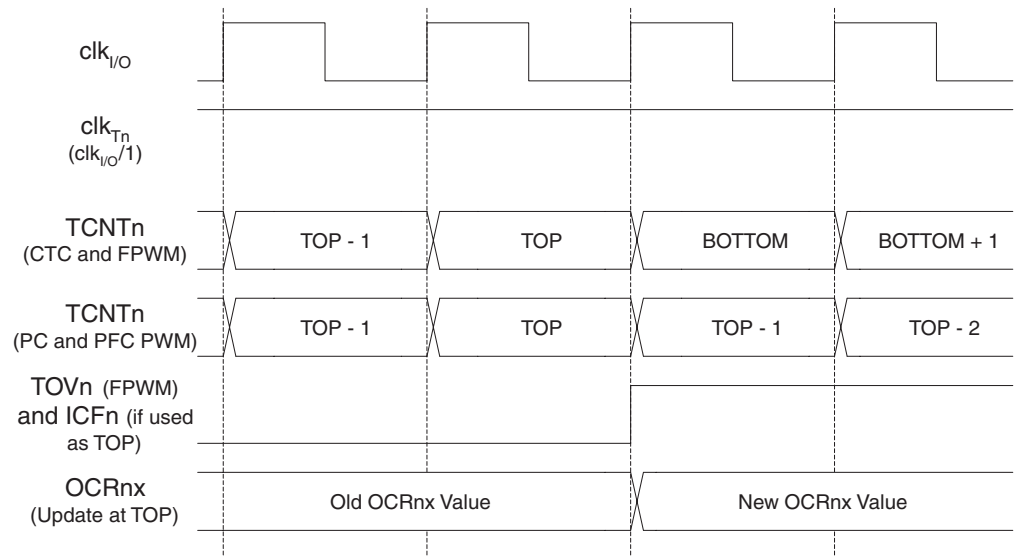 clkI/O
clkTn
(clkI/O/1)
TCNTn
(CTC and FPWM)
TOP - 1 TOP BOTTOM BOTTOM + 1
TCNTn
(PC and PFC PWM)
TOP - 1 TOP TOP - 1 TOP - 2
TOVn (FPWM)
and ICFn (if used
as TOP)
OCRnx
(Update at TOP)
Old OCRnx Value New OCRnx Value